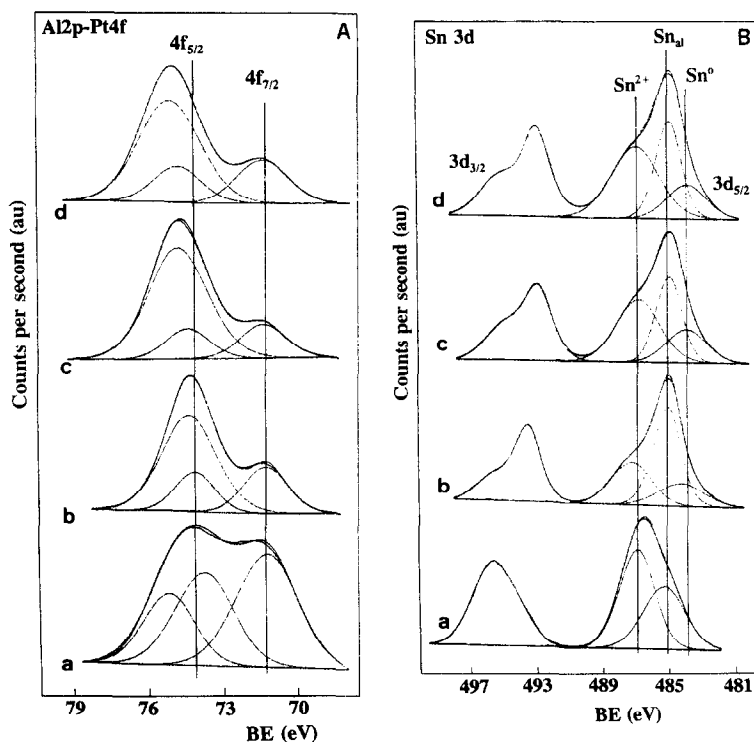 Al2p-Pt4f
A
4f5/2
4f7/2
d
c
b
a
Counts per second (au)
79 76 73 70
BE (eV)
Sn 3d
Snal
B
Sn2+
Sn⁰
3d3/2
3d5/2
d
c
b
a
Counts per second (au)
497 493 489 485 481
BE (eV)